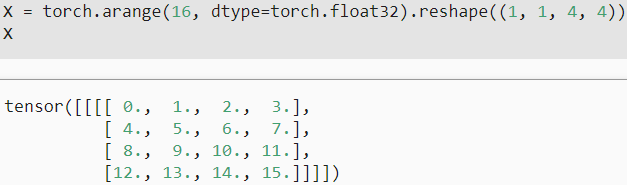 X = torch.arange(16, dtype=torch.float32).reshape((1, 1, 4, 4))
X
tensor([[[[ 0.,  1.,  2.,  3.],
          [ 4.,  5.,  6.,  7.],
          [ 8.,  9., 10., 11.],
          [12., 13., 14., 15.]]]])